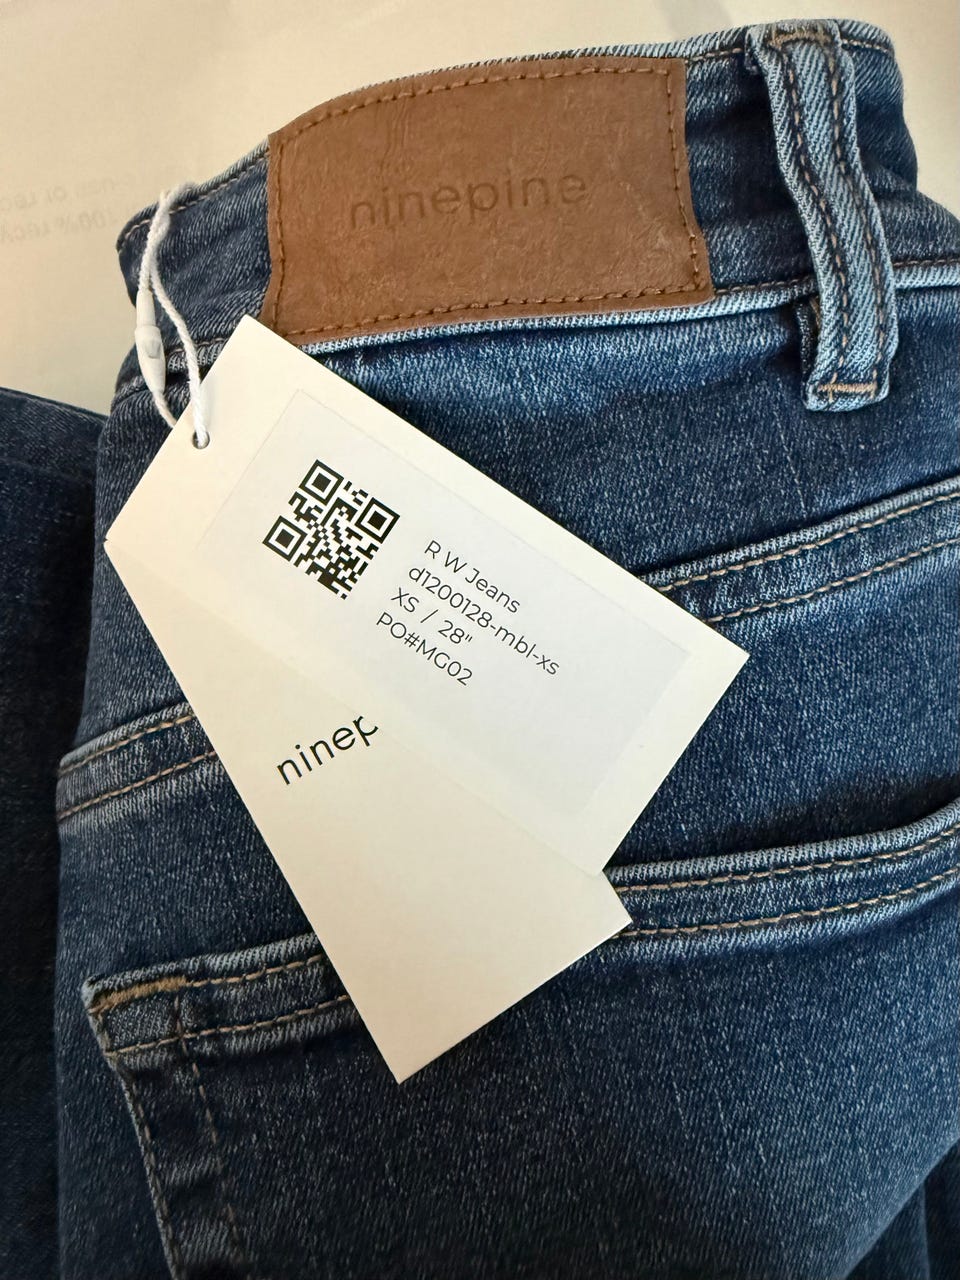 ninepine
R W Jeans
d1200128-mbl-xs
XS / 28"
PO#MG02
ninep